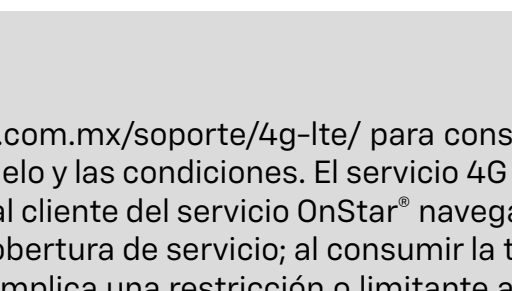 .com.mx/soporte/4g-lte/ para cons
elo y las condiciones. El servicio 4G
al cliente del servicio OnStar® navega
obertura de servicio; al consumir la t
mplica una restricción o limitante a